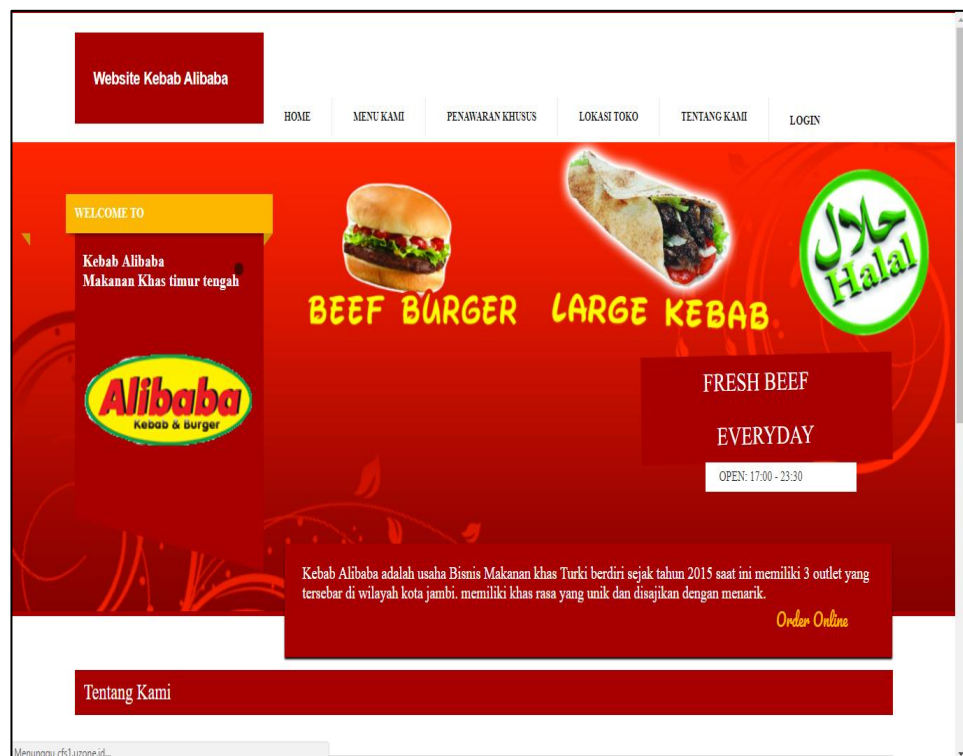 Website Kebab Alibaba
HOME MENU KAMI PENAWARAN KHUSUS LOKASI TOKO TENTANG KAMI LOGIN
WELCOME TO
Kebab Alibaba
Makanan Khas timur tengah
Alibaba
Kebab & Burger
BEEF BURGER
LARGE KEBAB
حلال
Halal
FRESH BEEF
EVERYDAY
OPEN: 17:00 - 23:30
Kebab Alibaba adalah usaha Bisnis Makanan khas Turki berdiri sejak tahun 2015 saat ini memiliki 3 outlet yang
tersebar di wilayah kota jambi. memiliki khas rasa yang unik dan disajikan dengan menarik.
Order Online
Tentang Kami
Menunggu cfs1.uzone.id...